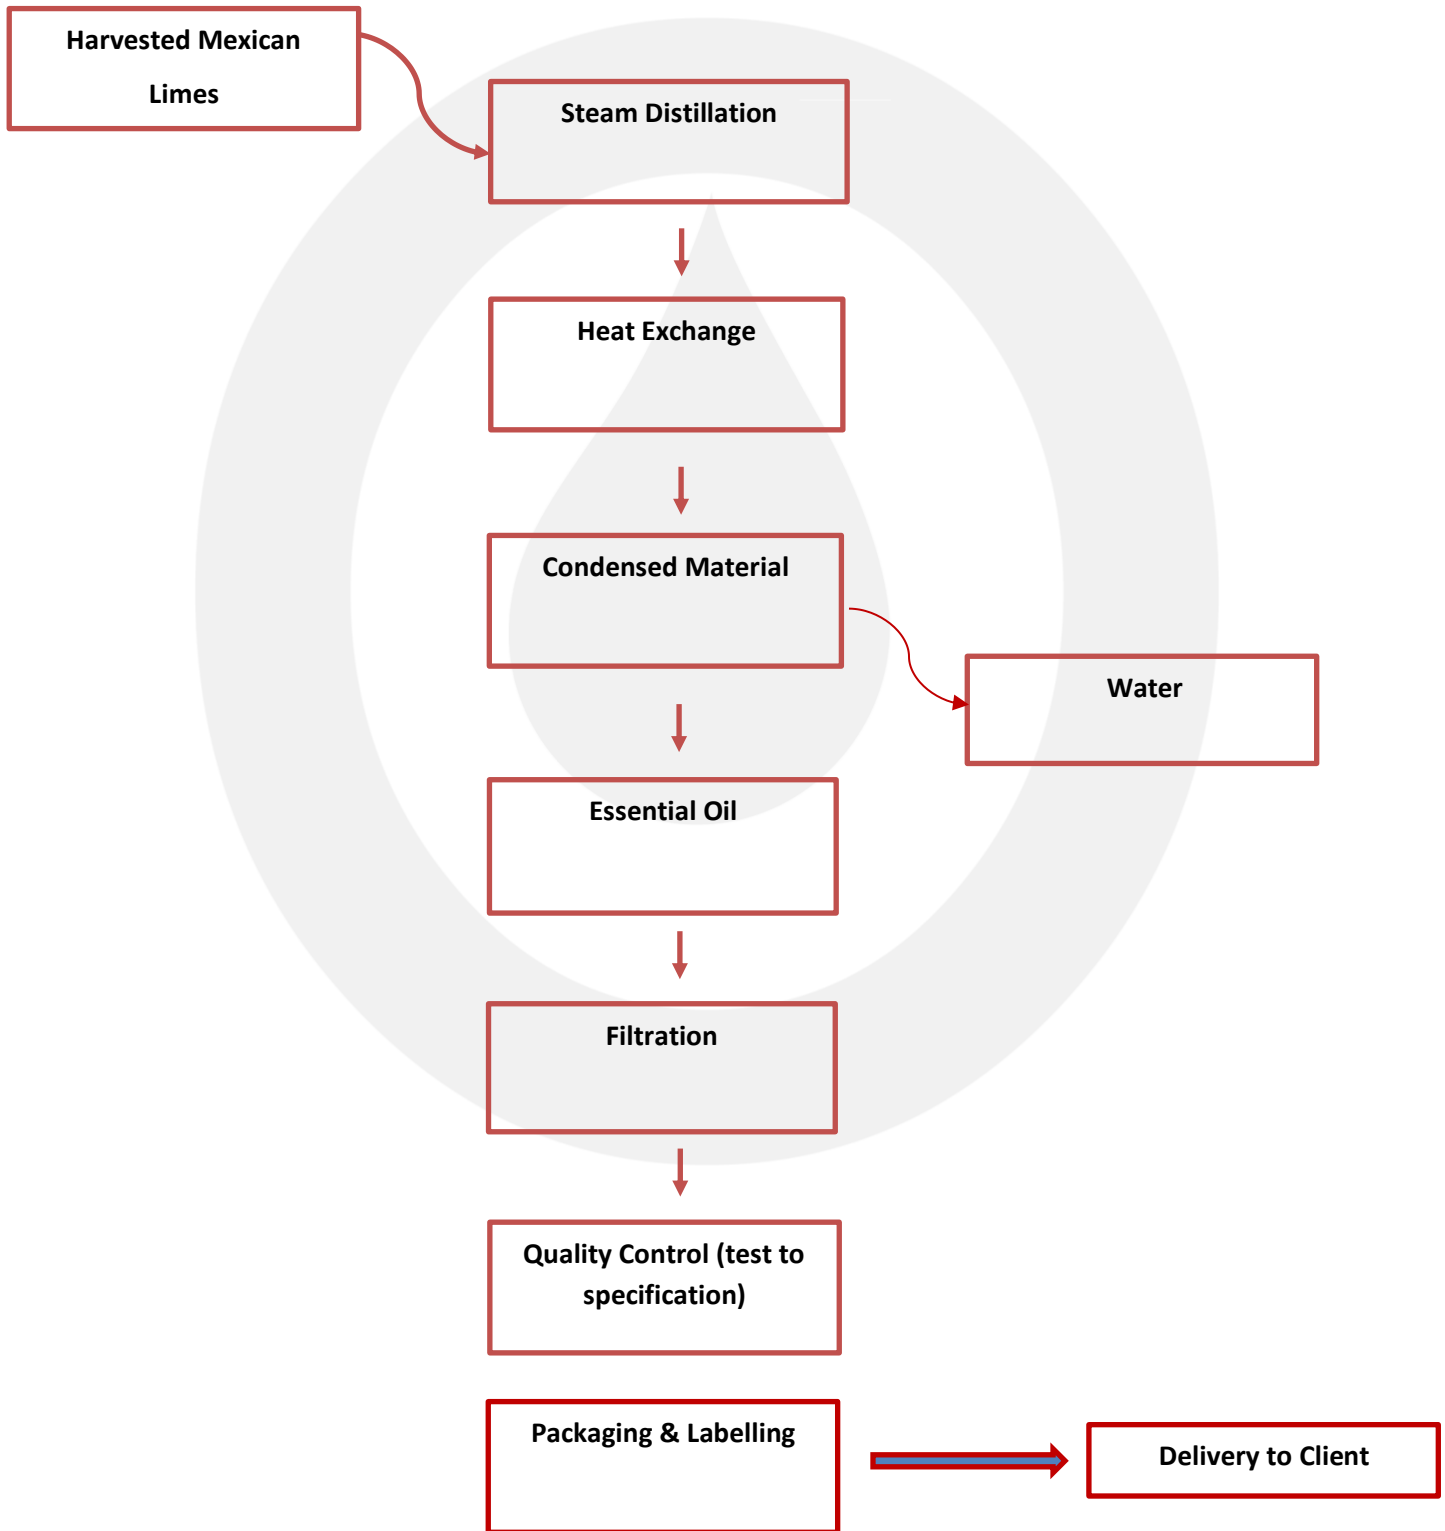 Harvested Mexican
Limes
Steam Distillation
Heat Exchange
Condensed Material
Water
Essential Oil
Filtration
Quality Control (test to
specification)
Packaging & Labelling
Delivery to Client